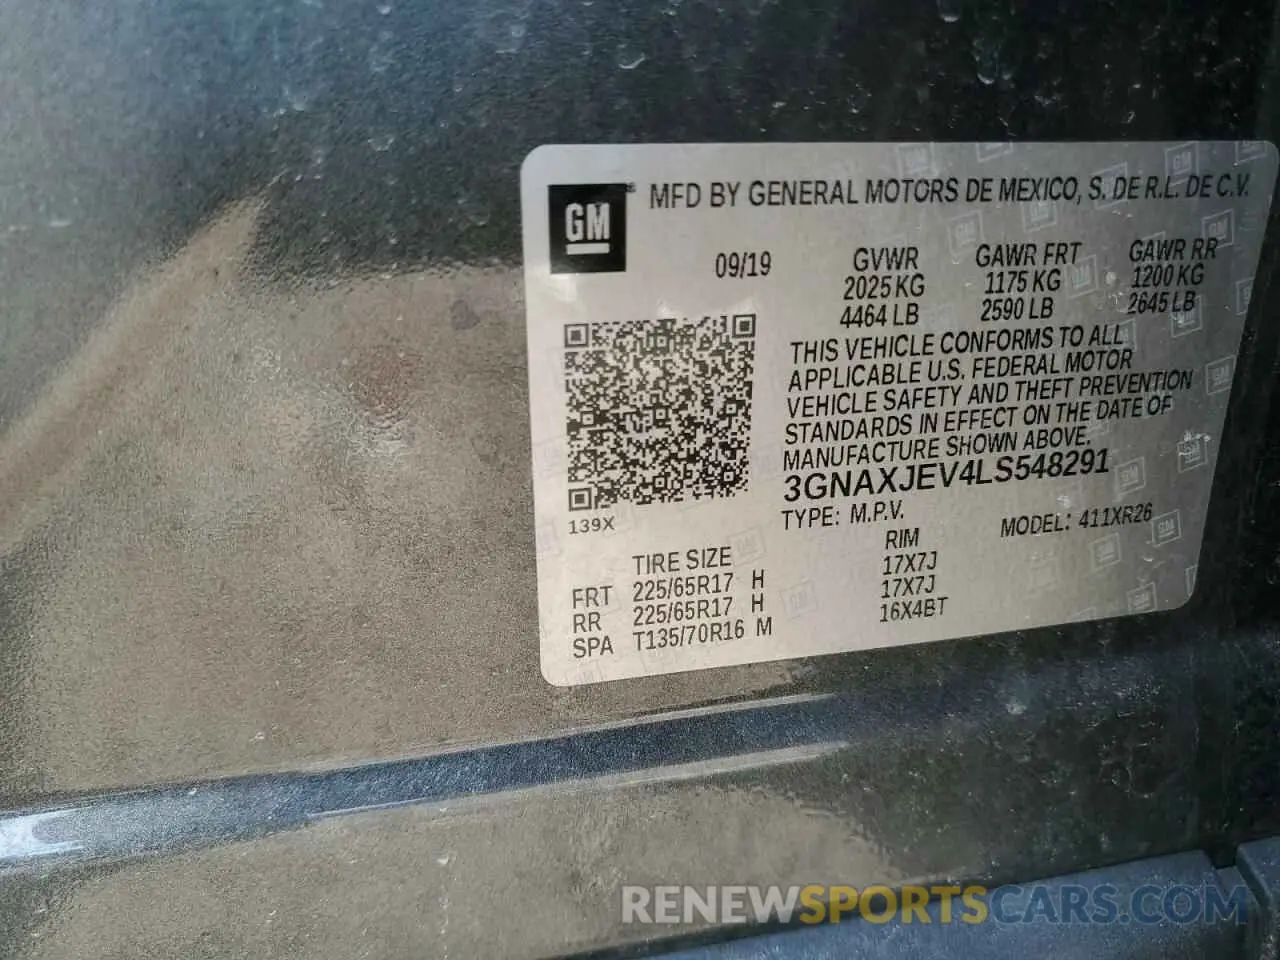 GM
MFD BY GENERAL MOTORS DE MEXICO, S. DE R.L. DE C.V.
09/19
GVWR GAWR FRT GAWR RR
2025 KG 1175 KG 1200 KG
4464 LB 2590 LB 2645 LB
THIS VEHICLE CONFORMS TO ALL
APPLICABLE U.S. FEDERAL MOTOR
VEHICLE SAFETY AND THEFT PREVENTION
STANDARDS IN EFFECT ON THE DATE OF
MANUFACTURE SHOWN ABOVE.
3GNAXJEV4LS548291
139X
TYPE: M.P.V. MODEL: 411XR26
TIRE SIZE RIM
FRT 225/65R17 H 17X7J
RR 225/65R17 H 17X7J
SPA T135/70R16 M 16X4BT
RENEWSPORTSCARS.COM